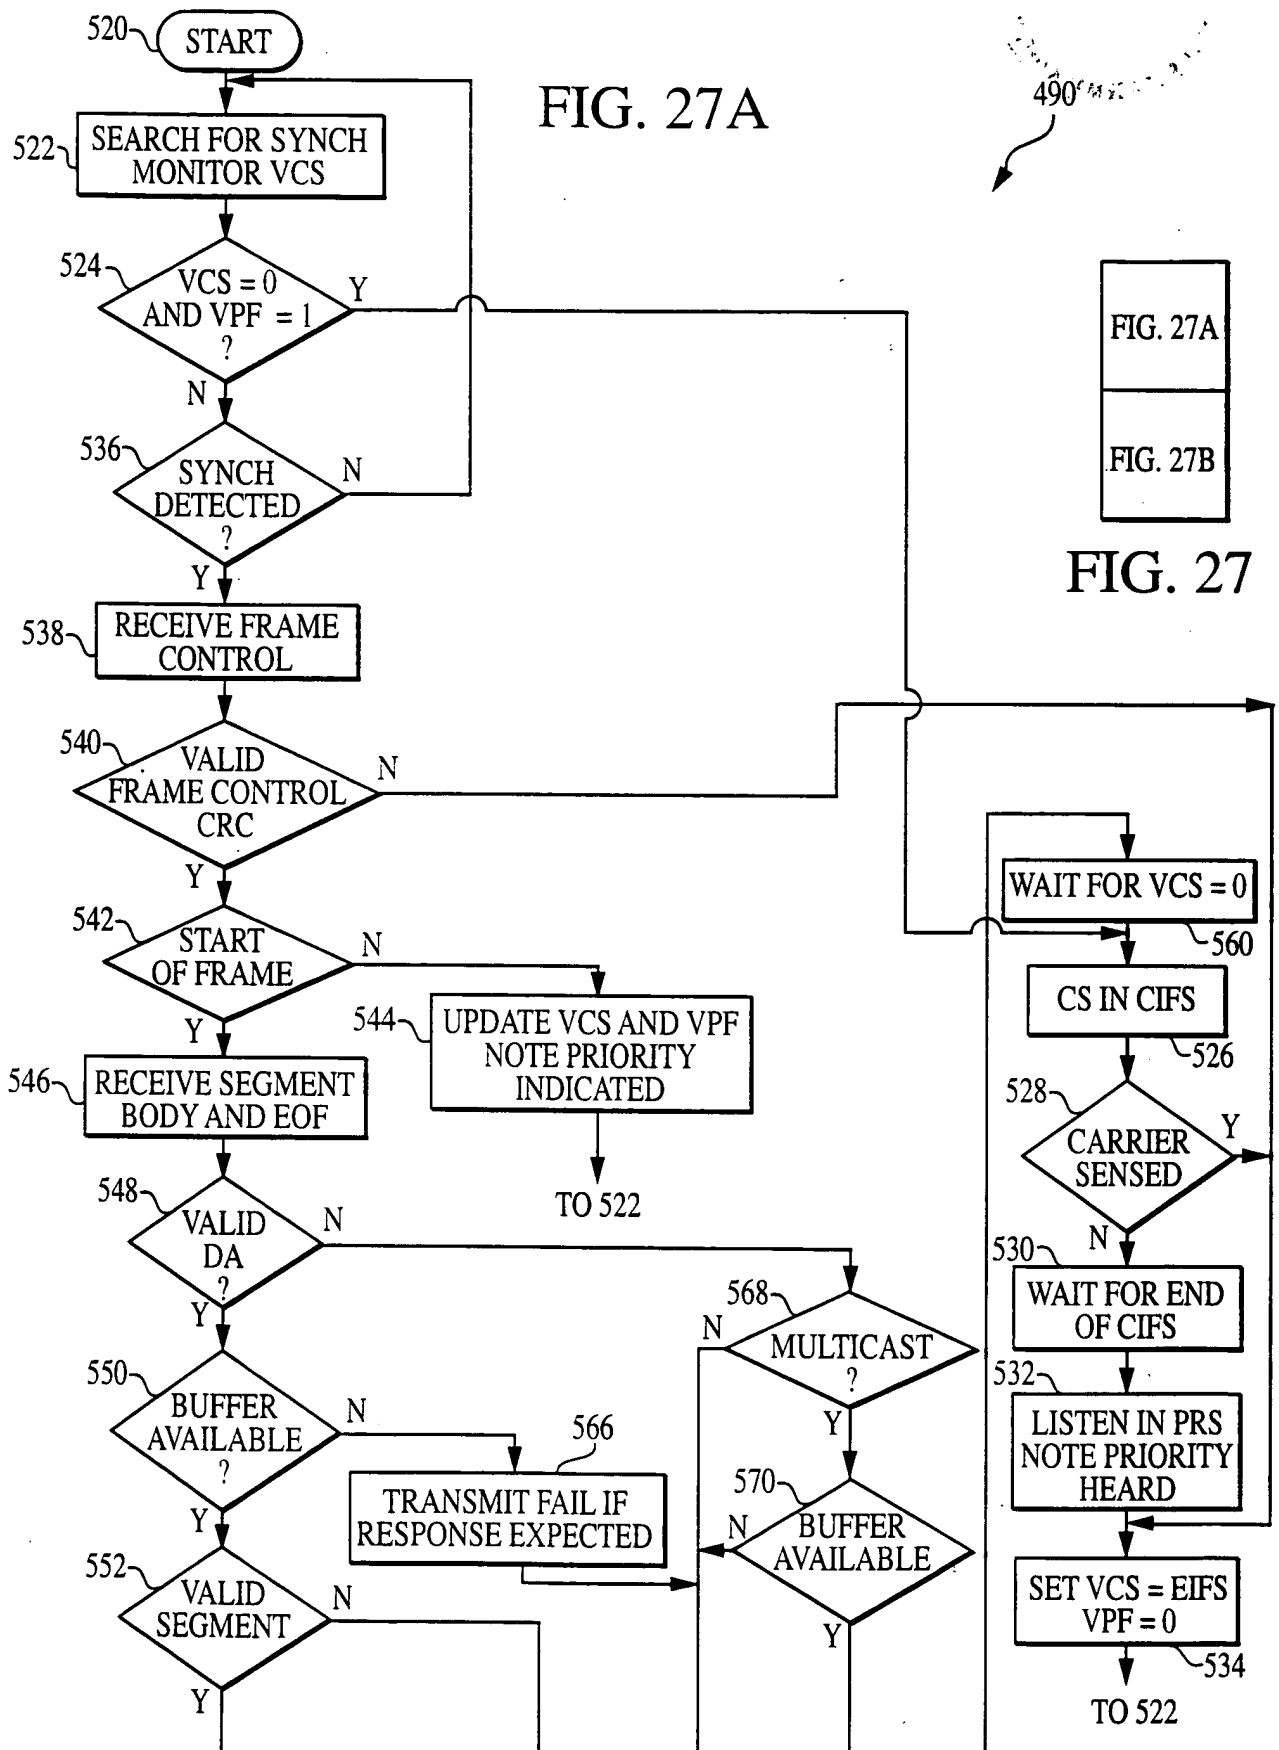 520
START
FIG. 27A
490
522
SEARCH FOR SYNCH
MONITOR VCS
524
VCS = 0
AND VPF = 1
?
Y
N
FIG. 27A
FIG. 27B
FIG. 27
536
SYNCH
DETECTED
?
N
Y
538
RECEIVE FRAME
CONTROL
540
VALID
FRAME CONTROL
CRC
N
Y
542
START
OF FRAME
N
Y
544
UPDATE VCS AND VPF
NOTE PRIORITY
INDICATED
TO 522
546
RECEIVE SEGMENT
BODY AND EOF
548
VALID
DA
?
N
Y
550
BUFFER
AVAILABLE
?
N
Y
566
TRANSMIT FAIL IF
RESPONSE EXPECTED
552
VALID
SEGMENT
N
Y
568
MULTICAST
?
N
Y
570
BUFFER
AVAILABLE
N
Y
WAIT FOR VCS = 0
560
CS IN CIFS
526
528
CARRIER
SENSED
Y
N
530
WAIT FOR END
OF CIFS
532
LISTEN IN PRS
NOTE PRIORITY
HEARD
SET VCS = EIFS
VPF = 0
534
TO 522